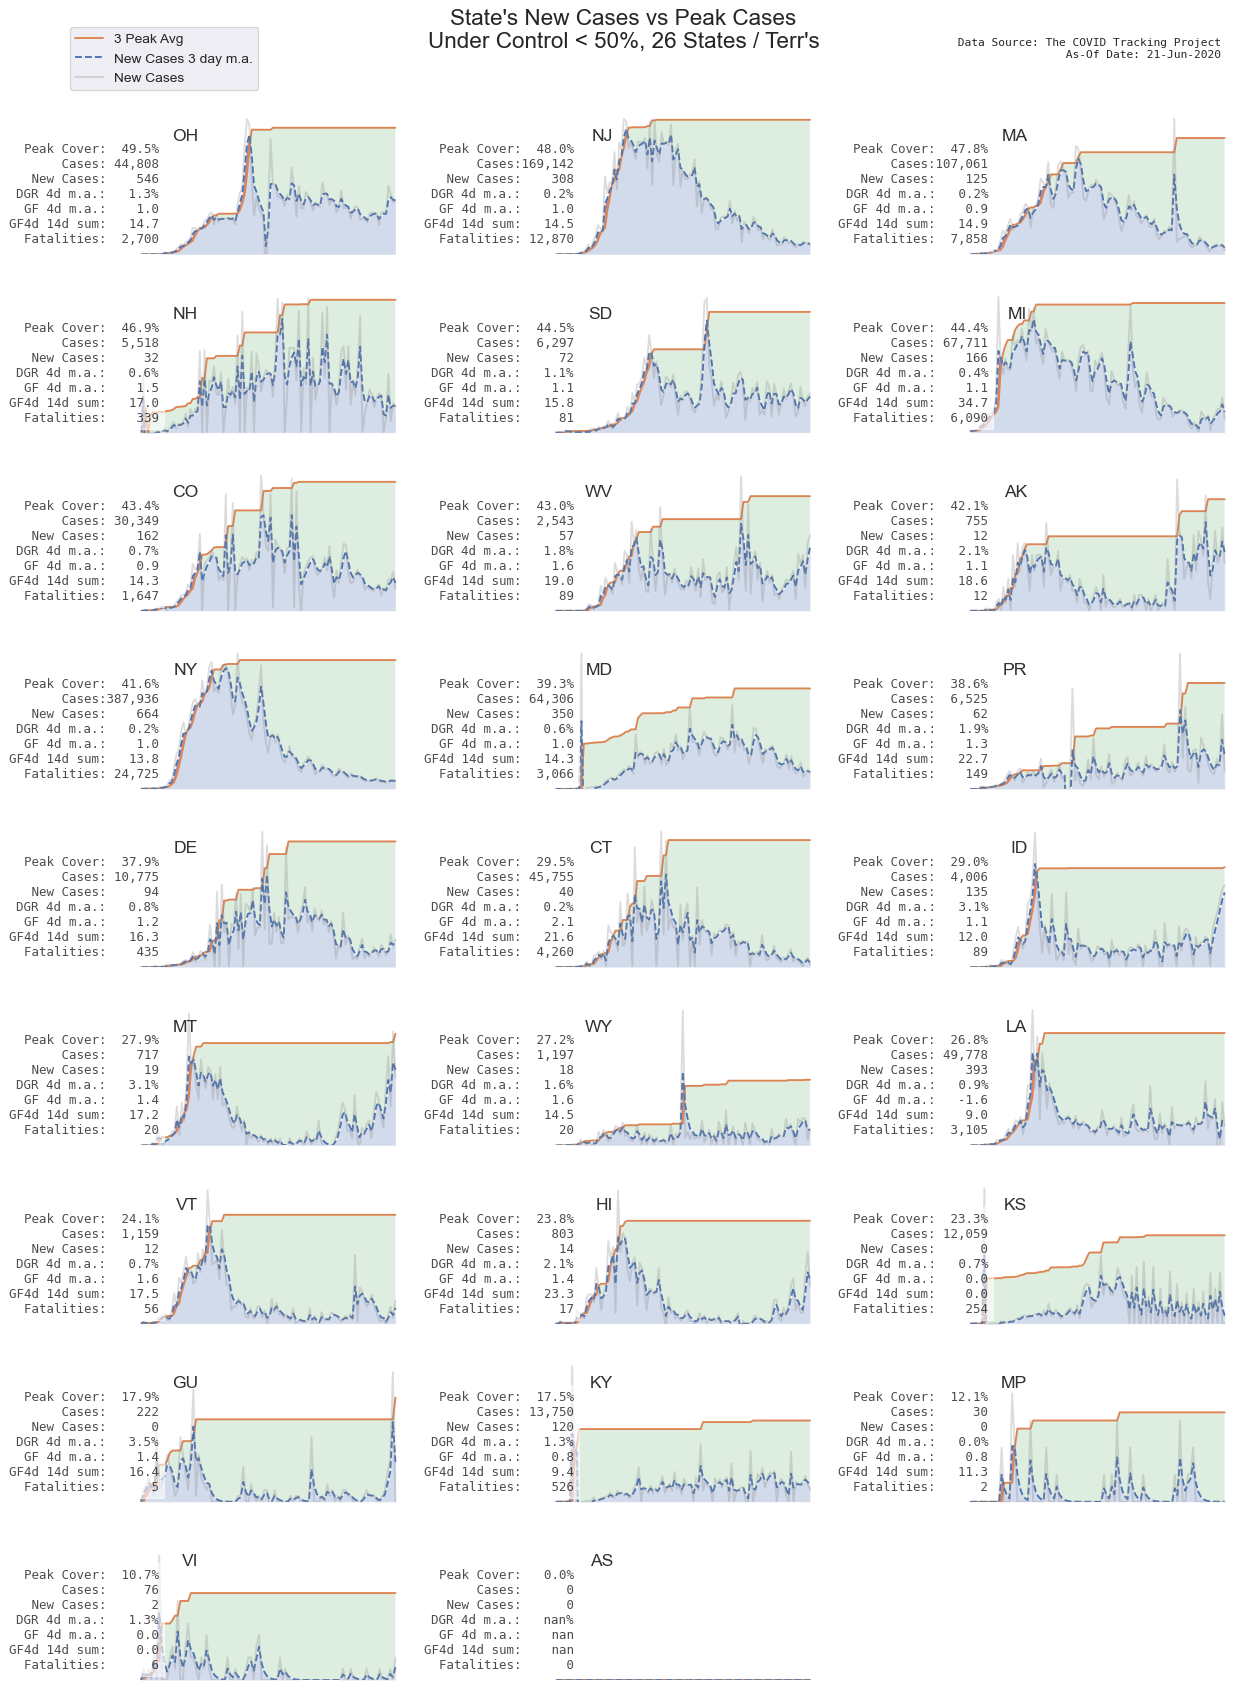 State's New Cases vs Peak Cases
Under Control < 50%, 26 States / Terr's
3 Peak Avg
New Cases 3 day m.a.
New Cases
Data Source: The COVID Tracking Project
As-Of Date: 21-Jun-2020
OH
Peak Cover: 49.5%
Cases: 44,808
New Cases: 546
DGR 4d m.a.: 1.3%
GF 4d m.a.: 1.0
GF4d 14d sum: 14.7
Fatalities: 2,700
NJ
Peak Cover: 48.0%
Cases:169,142
New Cases: 308
DGR 4d m.a.: 0.2%
GF 4d m.a.: 1.0
GF4d 14d sum: 14.5
Fatalities: 12,870
MA
Peak Cover: 47.8%
Cases:107,061
New Cases: 125
DGR 4d m.a.: 0.2%
GF 4d m.a.: 0.9
GF4d 14d sum: 14.9
Fatalities: 7,858
NH
Peak Cover: 46.9%
Cases: 5,518
New Cases: 32
DGR 4d m.a.: 0.6%
GF 4d m.a.: 1.5
GF4d 14d sum: 17.0
Fatalities: 339
SD
Peak Cover: 44.5%
Cases: 6,297
New Cases: 72
DGR 4d m.a.: 1.1%
GF 4d m.a.: 1.1
GF4d 14d sum: 15.8
Fatalities: 81
MI
Peak Cover: 44.4%
Cases: 67,711
New Cases: 166
DGR 4d m.a.: 0.4%
GF 4d m.a.: 1.1
GF4d 14d sum: 34.7
Fatalities: 6,090
CO
Peak Cover: 43.4%
Cases: 30,349
New Cases: 162
DGR 4d m.a.: 0.7%
GF 4d m.a.: 0.9
GF4d 14d sum: 14.3
Fatalities: 1,647
WV
Peak Cover: 43.0%
Cases: 2,543
New Cases: 57
DGR 4d m.a.: 1.8%
GF 4d m.a.: 1.6
GF4d 14d sum: 19.0
Fatalities: 89
AK
Peak Cover: 42.1%
Cases: 755
New Cases: 12
DGR 4d m.a.: 2.1%
GF 4d m.a.: 1.1
GF4d 14d sum: 18.6
Fatalities: 12
NY
Peak Cover: 41.6%
Cases:387,936
New Cases: 664
DGR 4d m.a.: 0.2%
GF 4d m.a.: 1.0
GF4d 14d sum: 13.8
Fatalities: 24,725
MD
Peak Cover: 39.3%
Cases: 64,306
New Cases: 350
DGR 4d m.a.: 0.6%
GF 4d m.a.: 1.0
GF4d 14d sum: 14.3
Fatalities: 3,066
PR
Peak Cover: 38.6%
Cases: 6,525
New Cases: 62
DGR 4d m.a.: 1.9%
GF 4d m.a.: 1.3
GF4d 14d sum: 22.7
Fatalities: 149
DE
Peak Cover: 37.9%
Cases: 10,775
New Cases: 94
DGR 4d m.a.: 0.8%
GF 4d m.a.: 1.2
GF4d 14d sum: 16.3
Fatalities: 435
CT
Peak Cover: 29.5%
Cases: 45,755
New Cases: 40
DGR 4d m.a.: 0.2%
GF 4d m.a.: 2.1
GF4d 14d sum: 21.6
Fatalities: 4,260
ID
Peak Cover: 29.0%
Cases: 4,006
New Cases: 135
DGR 4d m.a.: 3.1%
GF 4d m.a.: 1.1
GF4d 14d sum: 12.0
Fatalities: 89
MT
Peak Cover: 27.9%
Cases: 717
New Cases: 19
DGR 4d m.a.: 3.1%
GF 4d m.a.: 1.4
GF4d 14d sum: 17.2
Fatalities: 20
WY
Peak Cover: 27.2%
Cases: 1,197
New Cases: 18
DGR 4d m.a.: 1.6%
GF 4d m.a.: 1.6
GF4d 14d sum: 14.5
Fatalities: 20
LA
Peak Cover: 26.8%
Cases: 49,778
New Cases: 393
DGR 4d m.a.: 0.9%
GF 4d m.a.: -1.6
GF4d 14d sum: 9.0
Fatalities: 3,105
VT
Peak Cover: 24.1%
Cases: 1,159
New Cases: 12
DGR 4d m.a.: 0.7%
GF 4d m.a.: 1.6
GF4d 14d sum: 17.5
Fatalities: 56
HI
Peak Cover: 23.8%
Cases: 803
New Cases: 14
DGR 4d m.a.: 2.1%
GF 4d m.a.: 1.4
GF4d 14d sum: 23.3
Fatalities: 17
KS
Peak Cover: 23.3%
Cases: 12,059
New Cases: 0
DGR 4d m.a.: 0.7%
GF 4d m.a.: 0.0
GF4d 14d sum: 0.0
Fatalities: 254
GU
Peak Cover: 17.9%
Cases: 222
New Cases: 0
DGR 4d m.a.: 3.5%
GF 4d m.a.: 1.4
GF4d 14d sum: 16.4
Fatalities: 5
KY
Peak Cover: 17.5%
Cases: 13,750
New Cases: 120
DGR 4d m.a.: 1.3%
GF 4d m.a.: 0.8
GF4d 14d sum: 9.4
Fatalities: 526
MP
Peak Cover: 12.1%
Cases: 30
New Cases: 0
DGR 4d m.a.: 0.0%
GF 4d m.a.: 0.8
GF4d 14d sum: 11.3
Fatalities: 2
VI
Peak Cover: 10.7%
Cases: 76
New Cases: 2
DGR 4d m.a.: 1.3%
GF 4d m.a.: 0.0
GF4d 14d sum: 0.0
Fatalities: 6
AS
Peak Cover: 0.0%
Cases: 0
New Cases: 0
DGR 4d m.a.: nan%
GF 4d m.a.: nan
GF4d 14d sum: nan
Fatalities: 0